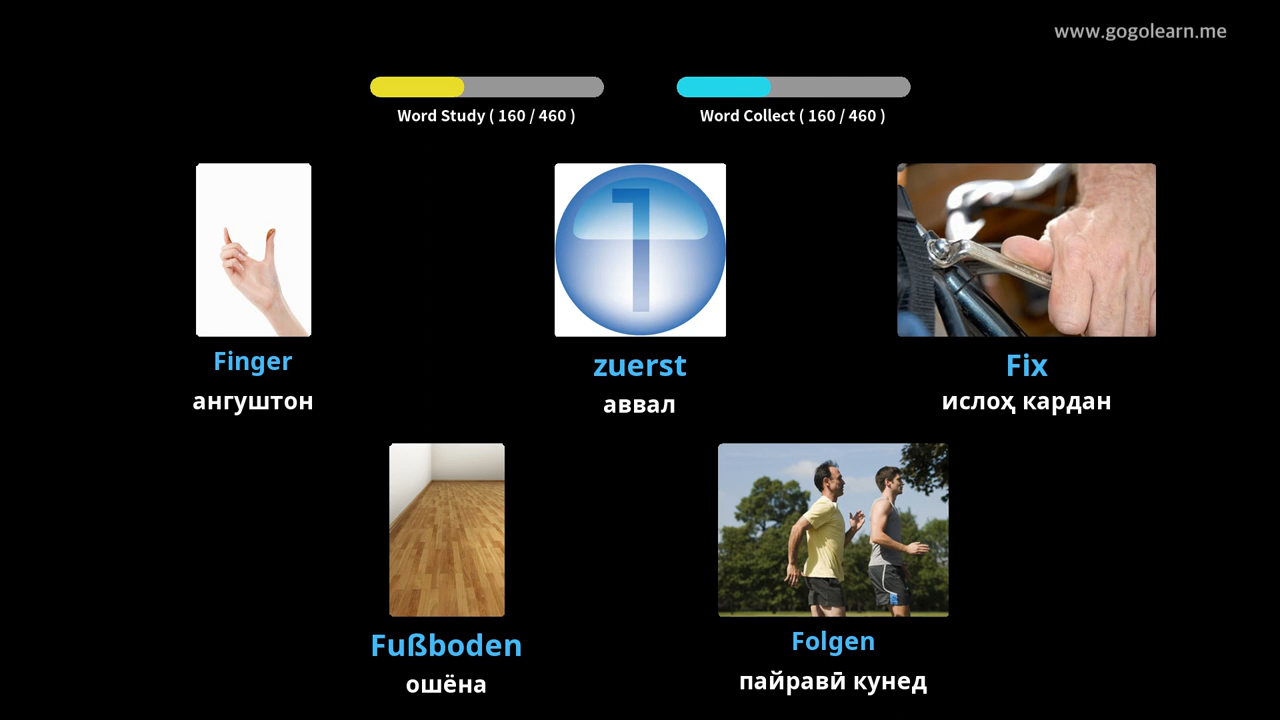 www.gogolearn.me
Word Study ( 160 / 460 )
Word Collect ( 160 / 460 )
1
Finger
ангуштон
zuerst
аввал
Fix
ислоҳ кардан
Fußboden
ошёна
Folgen
пайравӣ кунед